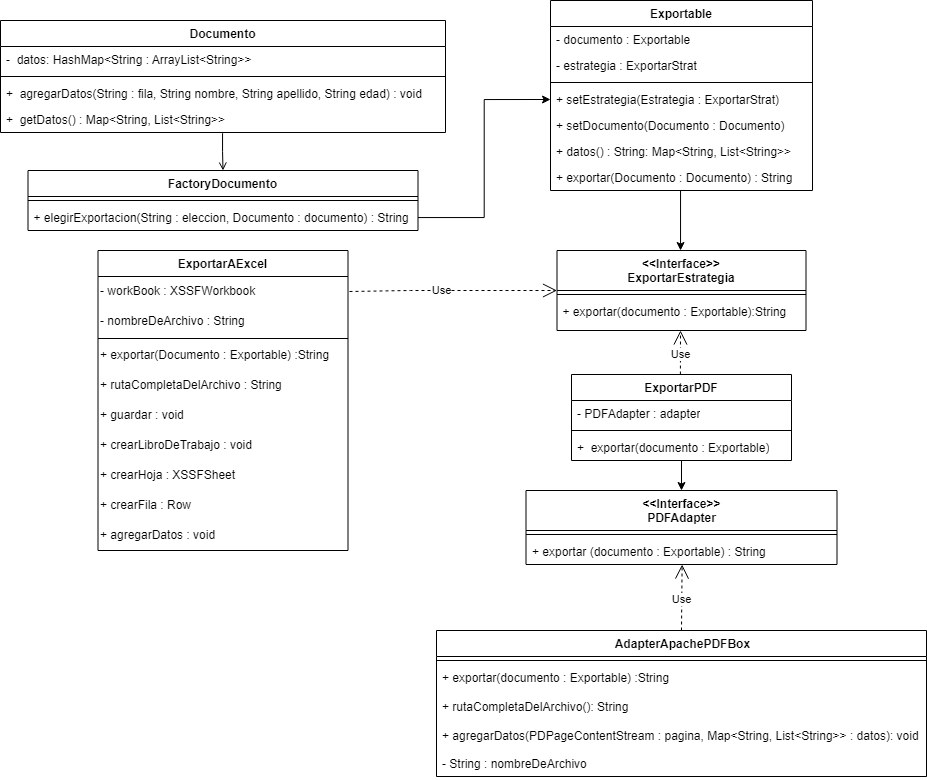 Documento
- datos: HashMap<String : ArrayList<String>>
+ agregarDatos(String : fila, String nombre, String apellido, String edad) : void
+ getDatos() : Map<String, List<String>>
Exportable
- documento : Exportable
- estrategia : ExportarStrat
+ setEstrategia(Estrategia : ExportarStrat)
+ setDocumento(Documento : Documento)
+ datos() : String: Map<String, List<String>>
+ exportar(Documento : Documento) : String
FactoryDocumento
+ elegirExportacion(String : eleccion, Documento : documento) : String
ExportarAExcel
- workBook : XSSFWorkbook
- nombreDeArchivo : String
+ exportar(Documento : Exportable) :String
+ rutaCompletaDelArchivo : String
+ guardar : void
+ crearLibroDeTrabajo : void
+ crearHoja : XSSFSheet
+ crearFila : Row
+ agregarDatos : void
Use
<<Interface>>
ExportarEstrategia
+ exportar(documento : Exportable):String
Use
ExportarPDF
- PDFAdapter : adapter
+ exportar(documento : Exportable)
<<Interface>>
PDFAdapter
+ exportar (documento : Exportable) : String
Use
AdapterApachePDFBox
+ exportar(documento : Exportable) :String
+ rutaCompletaDelArchivo(): String
+ agregarDatos(PDPageContentStream : pagina, Map<String, List<String>> : datos): void
- String : nombreDeArchivo